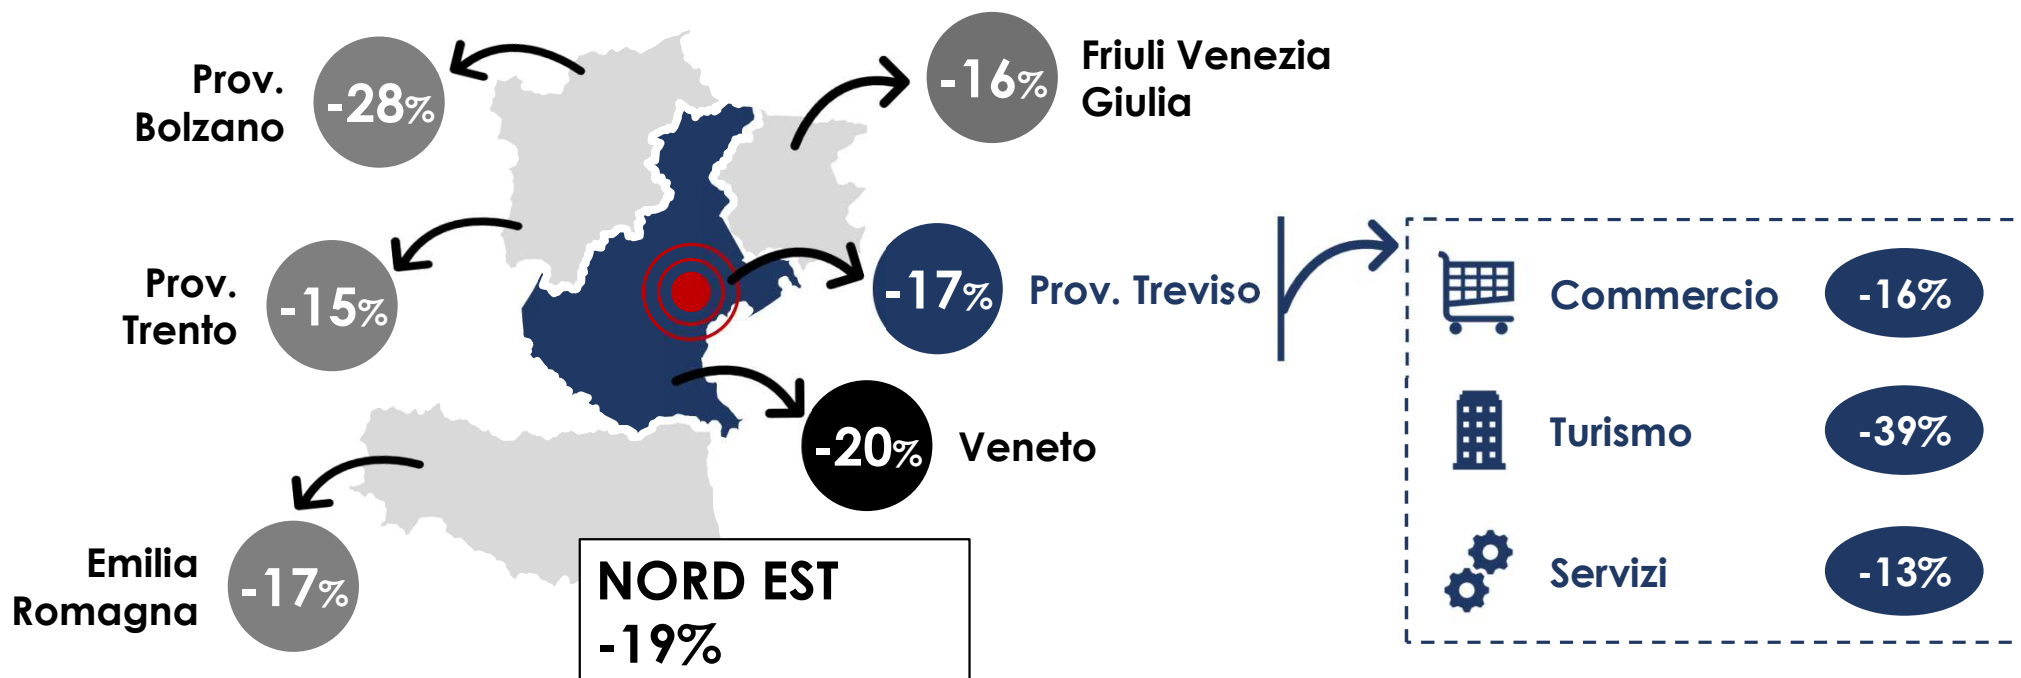 Prov.
Bolzano
-28%
Friuli Venezia
Giulia
-16%
Prov.
Trento
-15%
-17%
Prov. Treviso
-20%
Veneto
Emilia
Romagna
-17%
NORD EST
-19%
Commercio
-16%
Turismo
-39%
Servizi
-13%